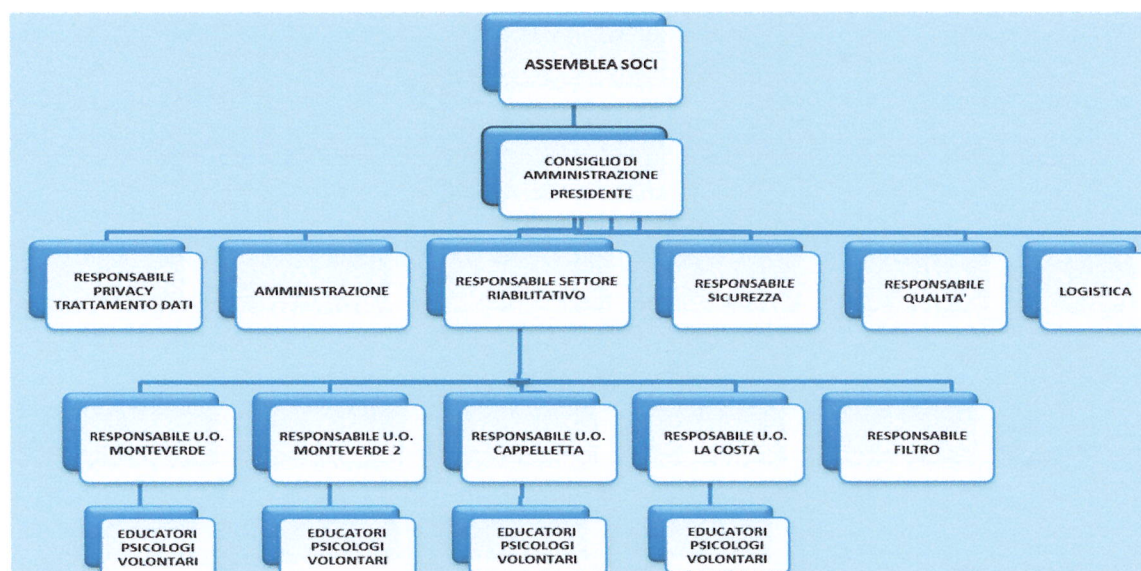 ASSEMBLEA SOCI
CONSIGLIO DI
AMMINISTRAZIONE
PRESIDENTE
RESPONSABILE
PRIVACY
TRATTAMENTO DATI
AMMINISTRAZIONE
RESPONSABILE SETTORE
RIABILITATIVO
RESPONSABILE
SICUREZZA
RESPONSABILE
QUALITA'
LOGISTICA
RESPONSABILE U.O.
MONTEVERDE
RESPONSABILE U.O.
MONTEVERDE 2
RESPONSABILE U.O.
CAPPELLETTA
RESPOSABILE U.O.
LA COSTA
RESPONSABILE
FILTRO
EDUCATORI
PSICOLOGI
VOLONTARI
EDUCATORI
PSICOLOGI
VOLONTARI
EDUCATORI
PSICOLOGI
VOLONTARI
EDUCATORI
PSICOLOGI
VOLONTARI